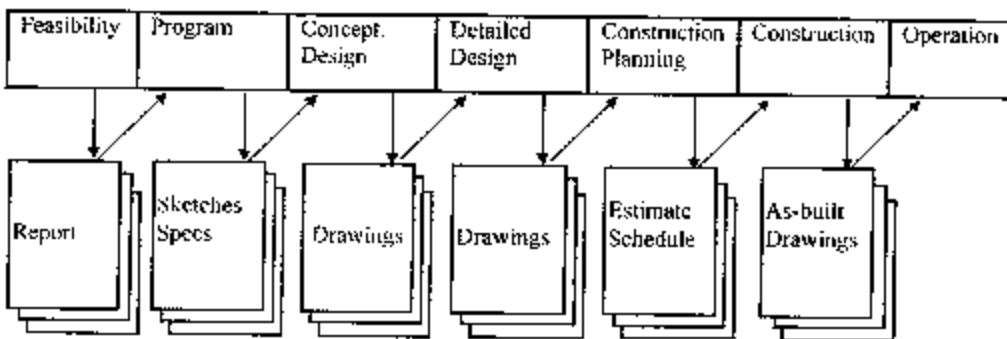 Feasibility
Program
Concept.
Design
Detailed
Design
Construction
Planning
Construction
Operation
Report
Sketches
Specs
Drawings
Drawings
Estimate
Schedule
As-built
Drawings